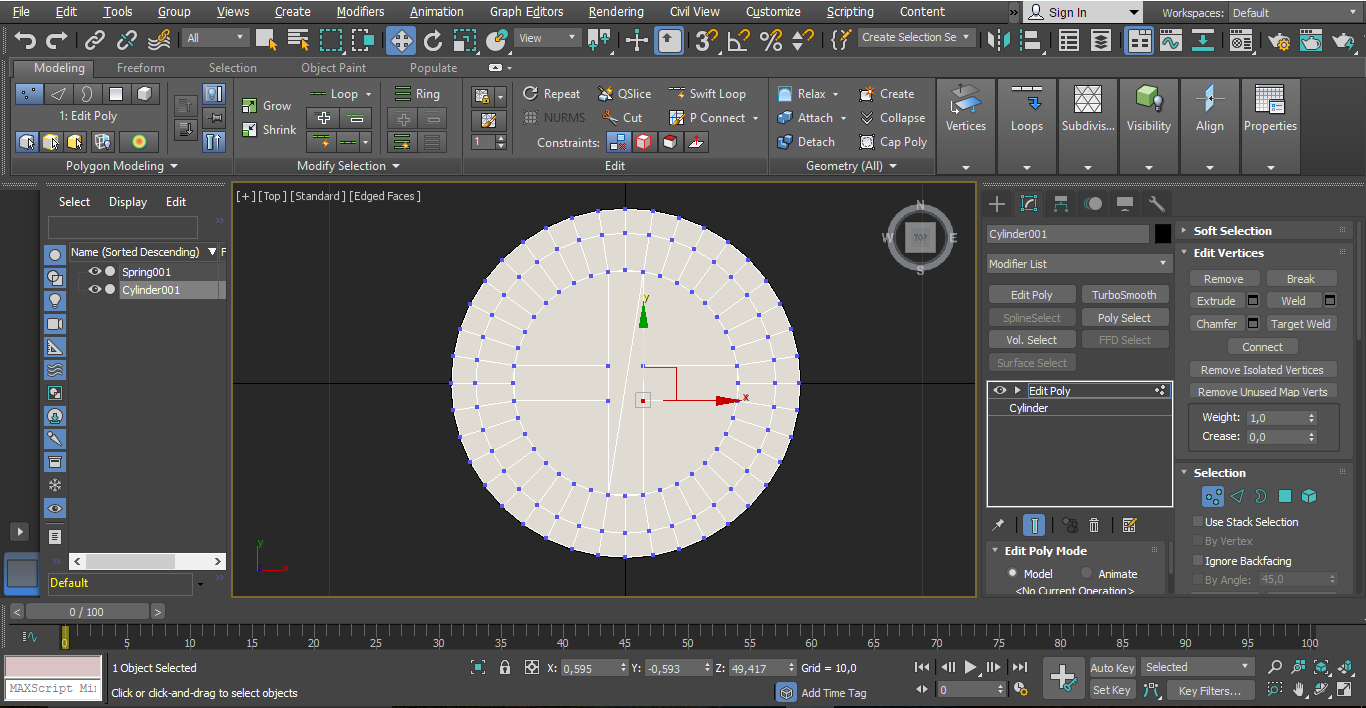 File Edit Tools Group Views Create Modifiers Animation Graph Editors Rendering Civil View Customize Scripting Content » Sign In Workspaces: Default
All View Create Selection Se
Modeling Freeform Selection Object Paint Populate
1: Edit Poly
Polygon Modeling
Grow
Shrink
Loop
Ring
Modify Selection
1
Repeat QSlice Swift Loop
NURMS Cut P Connect
Constraints:
Edit
Relax Create
Attach Collapse
Detach Cap Poly
Geometry (All)
Vertices Loops Subdivis... Visibility Align Properties
Select Display Edit
Name (Sorted Descending) F
Spring001
Cylinder001
Default
[+] [Top] [Standard] [Edged Faces]
N
W TOP E
S
y
x
y
x
Cylinder001
Modifier List
Edit Poly TurboSmooth
SplineSelect Poly Select
Vol. Select FFD Select
Surface Select
Edit Poly
Cylinder
Edit Poly Mode
Model Animate
<No Current Operation>
Soft Selection
Edit Vertices
Remove Break
Extrude Weld
Chamfer Target Weld
Connect
Remove Isolated Vertices
Remove Unused Map Verts
Weight: 1,0
Crease: 0,0
Selection
Use Stack Selection
By Vertex
Ignore Backfacing
By Angle: 45,0
< 0 / 100 >
0 5 10 15 20 25 30 35 40 45 50 55 60 65 70 75 80 85 90 95 100
MAXScript Mi
1 Object Selected
Click or click-and-drag to select objects
X: 0,595 Y: -0,593 Z: 49,417 Grid = 10,0
Add Time Tag
0
Auto Key Selected
Set Key Key Filters...